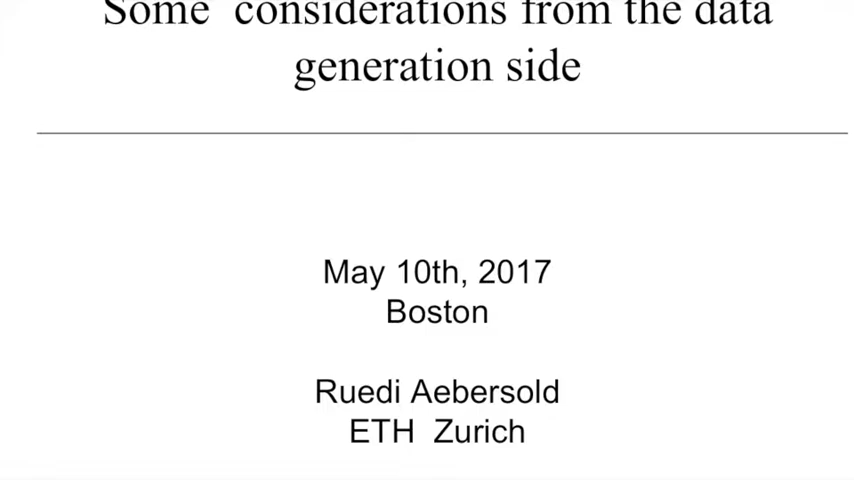 Some considerations from the data
generation side
May 10th, 2017
Boston
Ruedi Aebersold
ETH Zurich